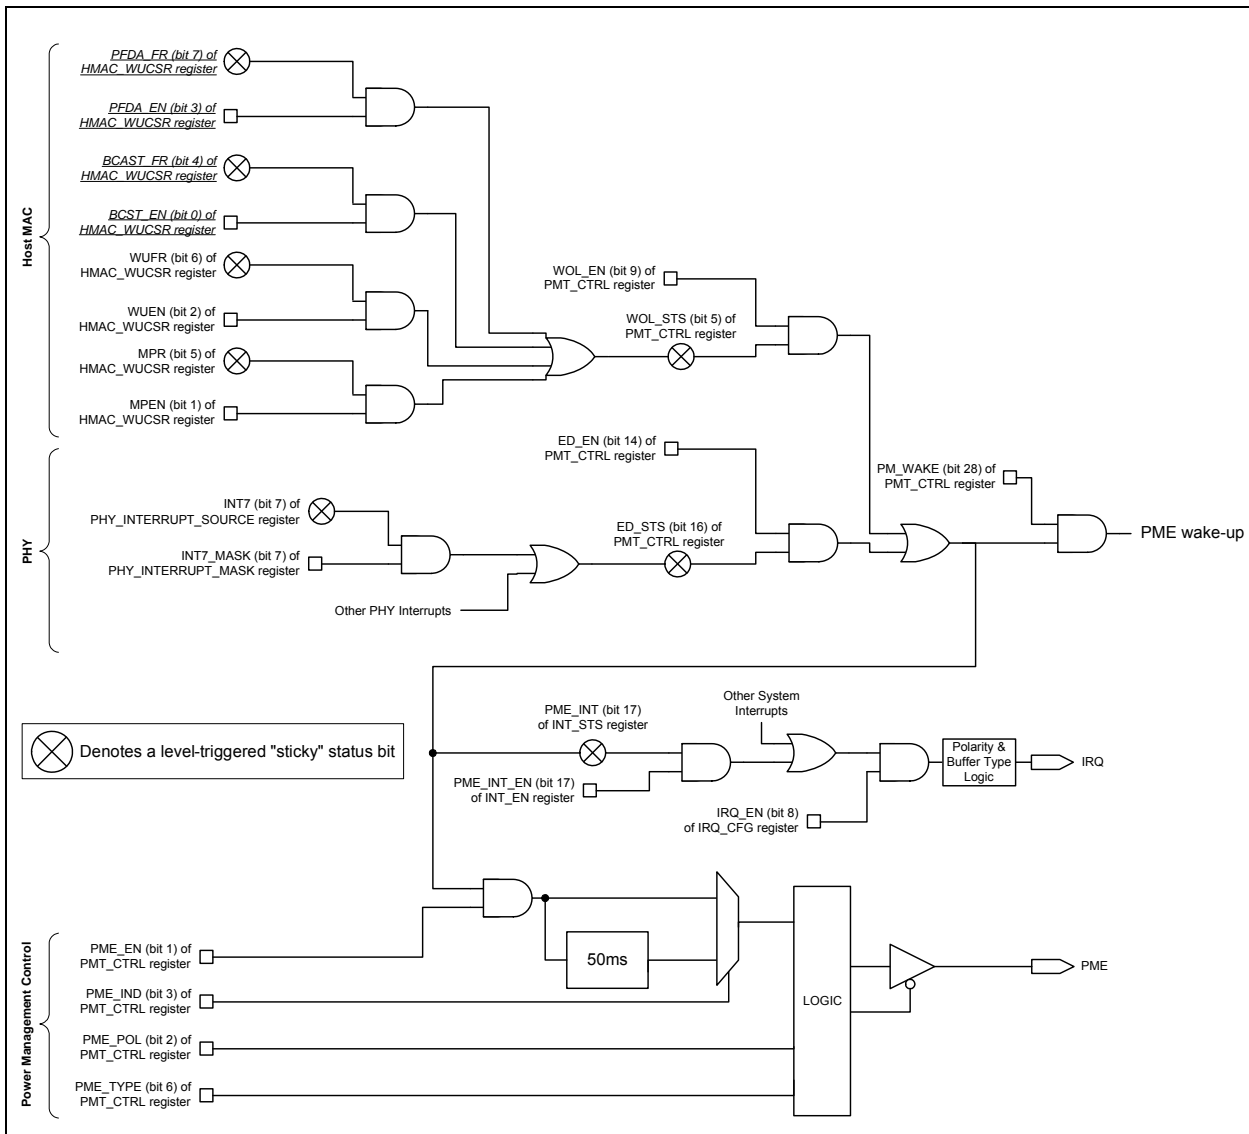 Host MAC
PFDA_FR (bit 7) of
HMAC_WUCSR register
PFDA_EN (bit 3) of
HMAC_WUCSR register
BCAST_FR (bit 4) of
HMAC_WUCSR register
BCST_EN (bit 0) of
HMAC_WUCSR register
WUFR (bit 6) of
HMAC_WUCSR register
WUEN (bit 2) of
HMAC_WUCSR register
MPR (bit 5) of
HMAC_WUCSR register
MPEN (bit 1) of
HMAC_WUCSR register
WOL_EN (bit 9) of
PMT_CTRL register
WOL_STS (bit 5) of
PMT_CTRL register
PHY
INT7 (bit 7) of
PHY_INTERRUPT_SOURCE register
INT7_MASK (bit 7) of
PHY_INTERRUPT_MASK register
Other PHY Interrupts
ED_EN (bit 14) of
PMT_CTRL register
ED_STS (bit 16) of
PMT_CTRL register
PM_WAKE (bit 28) of
PMT_CTRL register
PME wake-up
Denotes a level-triggered "sticky" status bit
PME_INT (bit 17)
of INT_STS register
PME_INT_EN (bit 17)
of INT_EN register
Other System
Interrupts
IRQ_EN (bit 8)
of IRQ_CFG register
Polarity &
Buffer Type
Logic
IRQ
Power Management Control
PME_EN (bit 1) of
PMT_CTRL register
PME_IND (bit 3) of
PMT_CTRL register
PME_POL (bit 2) of
PMT_CTRL register
PME_TYPE (bit 6) of
PMT_CTRL register
50ms
LOGIC
PME